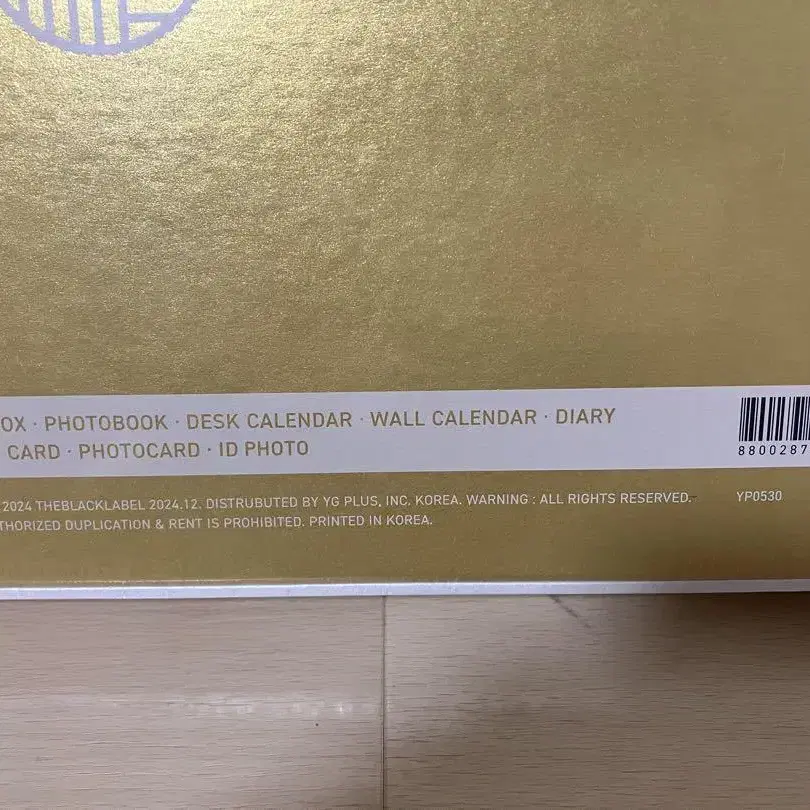 OX · PHOTOBOOK · DESK CALENDAR · WALL CALENDAR · DIARY
CARD · PHOTOCARD · ID PHOTO
8800287
2024 THEBLACKLABEL 2024.12. DISTRUBUTED BY YG PLUS, INC. KOREA. WARNING : ALL RIGHTS RESERVED.
YP0530
THORIZED DUPLICATION & RENT IS PROHIBITED. PRINTED IN KOREA.